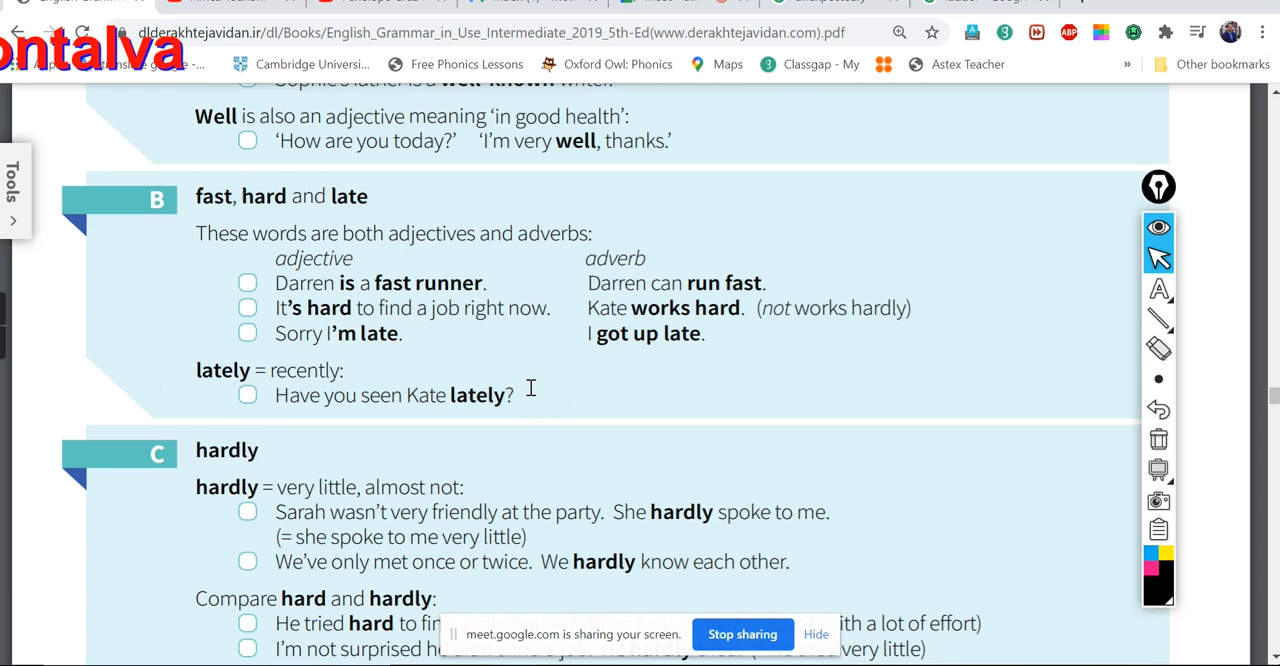 ontalva
dlderakhtejavidan.ir/dl/Books/English_Grammar_in_Use_Intermediate_2019_5th-Ed(www.derakhtejavidan.com).pdf
Cambridge Universi... Free Phonics Lessons Oxford Owl: Phonics Maps Classgap - My Astex Teacher » Other bookmarks
Well is also an adjective meaning ‘in good health’:
‘How are you today?’ ‘I’m very well, thanks.’
Tools
B
fast, hard and late
These words are both adjectives and adverbs:
adjective adverb
Darren is a fast runner. Darren can run fast.
It’s hard to find a job right now. Kate works hard. (not works hardly)
Sorry I’m late. I got up late.
lately = recently:
Have you seen Kate lately?
C
hardly
hardly = very little, almost not:
Sarah wasn’t very friendly at the party. She hardly spoke to me.
(= she spoke to me very little)
We’ve only met once or twice. We hardly know each other.
Compare hard and hardly:
He tried hard to fin with a lot of effort)
I’m not surprised he very little)
meet.google.com is sharing your screen. Stop sharing Hide